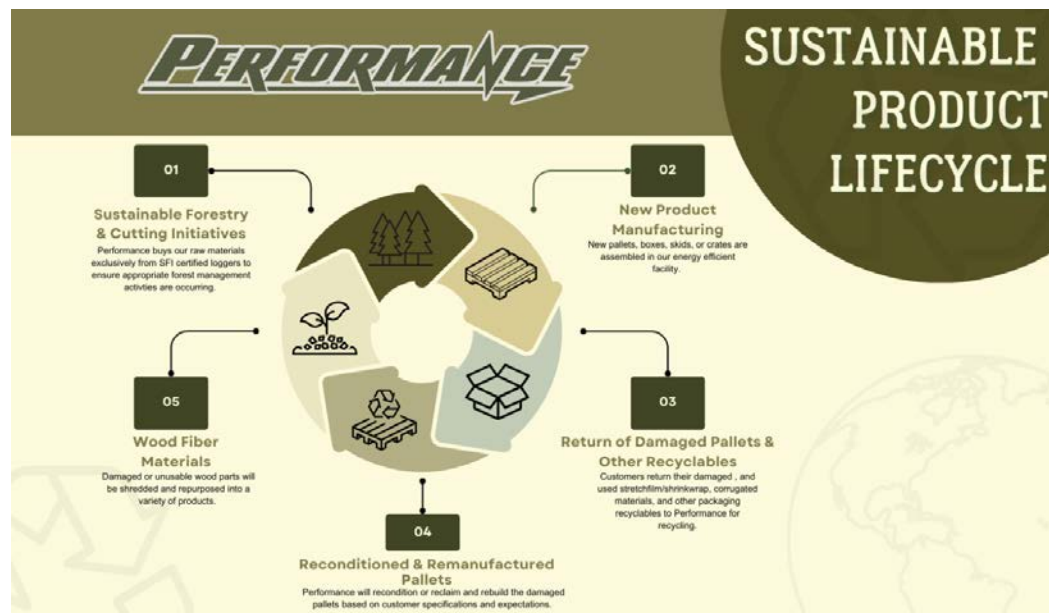 PERFORMANCE
SUSTAINABLE
PRODUCT
LIFECYCLE
01
Sustainable Forestry
& Cutting Initiatives
Performance buys our raw materials
exclusively from SFI certified loggers to
ensure appropriate forest management
activties are occurring.
02
New Product
Manufacturing
New pallets, boxes, skids, or crates are
assembled in our energy efficient
facility.
03
Return of Damaged Pallets &
Other Recyclables
Customers return their damaged , and
used stretchfilm/shrinkwrap, corrugated
materials, and other packaging
recyclables to Performance for
recycling.
04
Reconditioned & Remanufactured
Pallets
Performance will recondition or reclaim and rebuild the damaged
pallets based on customer specifications and expectations.
05
Wood Fiber
Materials
Damaged or unusable wood parts will
be shredded and repurposed into a
variety of products.